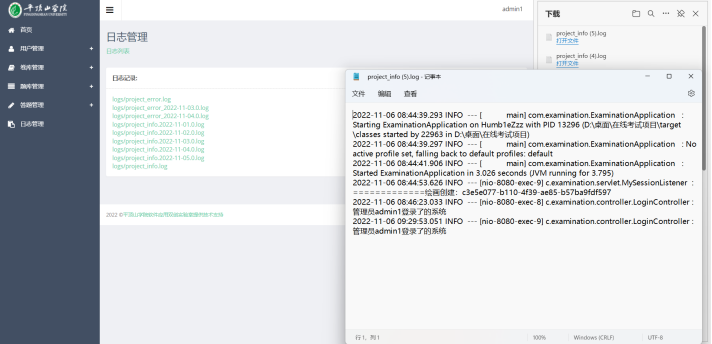 平顶山学院
PINGDINGSHAN UNIVERSITY
首页
用户管理 +
题库管理 +
题库管理 +
答题管理 +
日志管理
admin1
日志管理
日志列表
日志记录:
logs/project_error.log
logs/project_error_2022-11-03.0.log
logs/project_error_2022-11-04.0.log
logs/project_info_2022-11-01.0.log
logs/project_info_2022-11-02.0.log
logs/project_info_2022-11-03.0.log
logs/project_info_2022-11-04.0.log
logs/project_info_2022-11-05.0.log
logs/project_info.log
2022 ©平顶山学院软件应用实验室提供技术支持
下载
project_info (5).log
打开文件
project_info (4).log
打开文件
project_info (5).log - 记事本
文件 编辑 查看
2022-11-06 08:44:39.293 INFO --- [ main] com.examination.ExaminationApplication :
Starting ExaminationApplication on Humb1eZzz with PID 13296 (D:\桌面\在线考试项目\target
\classes started by 22963 in D:\桌面\在线考试项目)
2022-11-06 08:44:39.297 INFO --- [ main] com.examination.ExaminationApplication : No
active profile set, falling back to default profiles: default
2022-11-06 08:44:41.906 INFO --- [ main] com.examination.ExaminationApplication :
Started ExaminationApplication in 3.026 seconds (JVM running for 3.795)
2022-11-06 08:44:53.626 INFO --- [nio-8080-exec-9] c.examination.servlet.MySessionListener :
=============绘画创建：c3e5e077-b110-4f39-ae85-b57ba9fdf597
2022-11-06 08:46:23.033 INFO --- [nio-8080-exec-8] c.examination.controller.LoginController :
管理员admin1登录了的系统
2022-11-06 09:29:53.051 INFO --- [nio-8080-exec-9] c.examination.controller.LoginController :
管理员admin1登录了的系统
行 1，列 1 100% Windows (CRLF) UTF-8